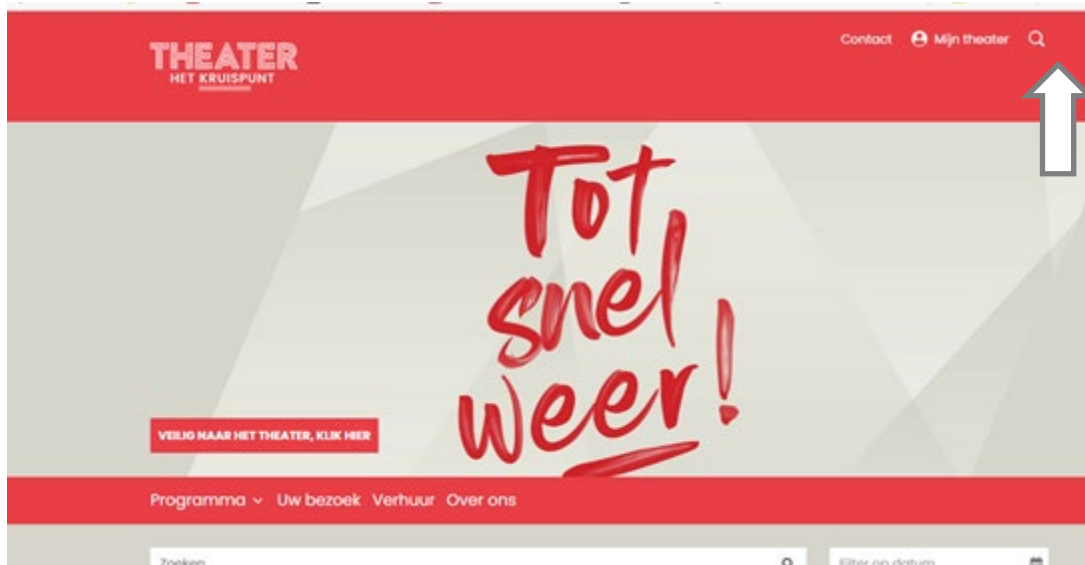 THEATER
HET KRUISPUNT
Contact Mijn theater
Tot
snel
weer!
VEILIG NAAR HET THEATER, KLIK HIER
Programma Uw bezoek Verhuur Over ons
Zoeken Filter op datum